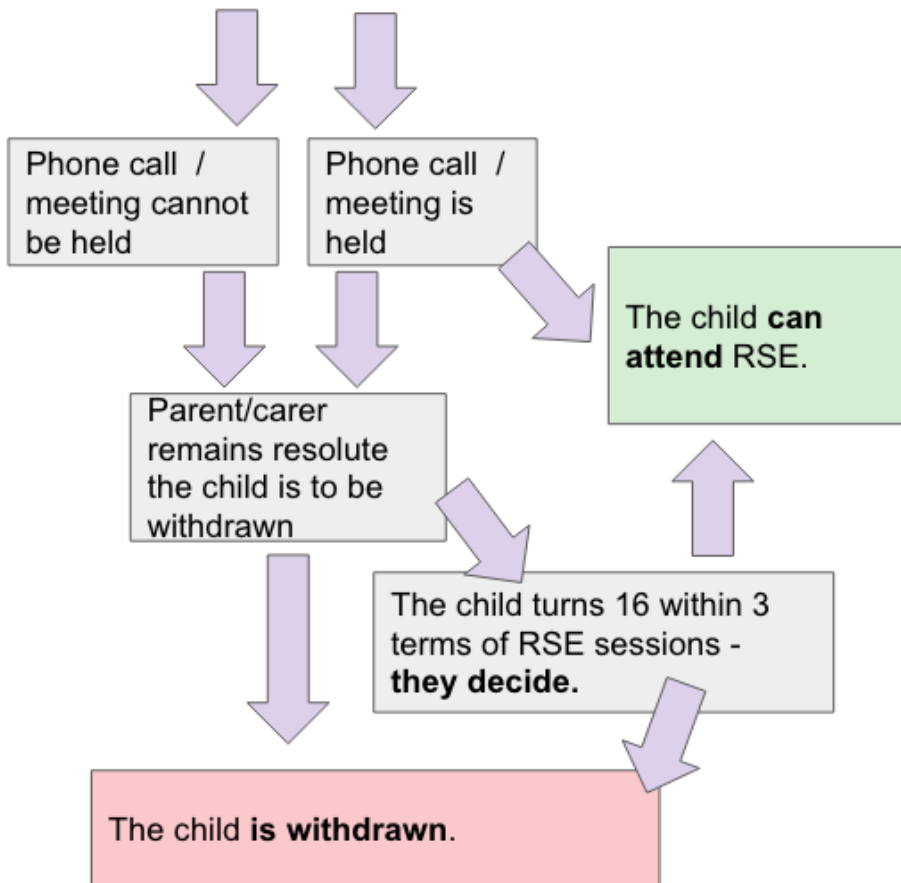 Phone call  /
meeting cannot
be held
Phone call  /
meeting is
held
The child can
attend RSE.
Parent/carer
remains resolute
the child is to be
withdrawn
The child turns 16 within 3
terms of RSE sessions -
they decide.
The child is withdrawn.